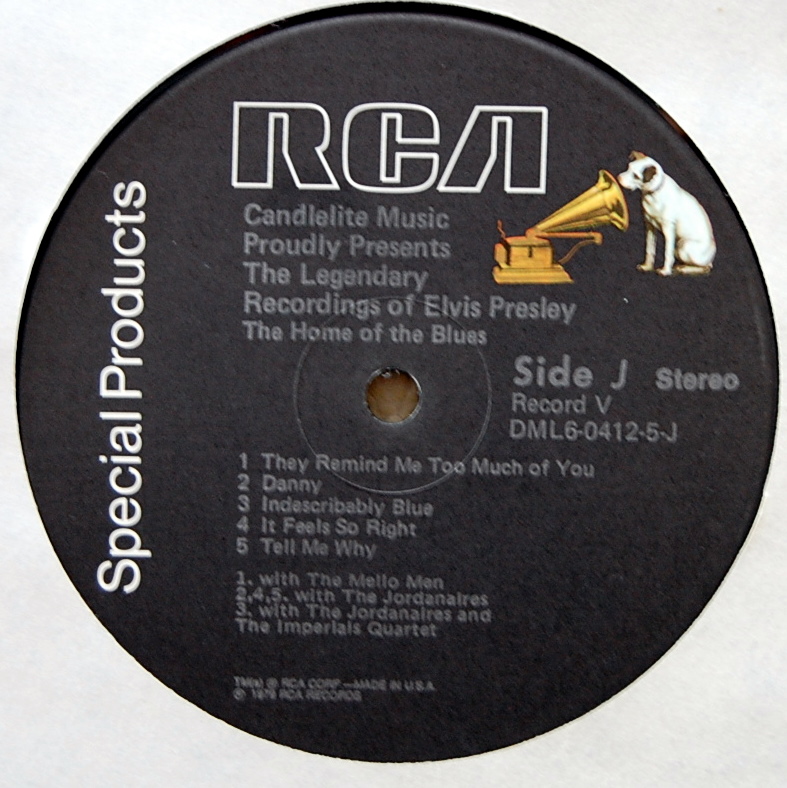 RCA
Special Products
Candlelite Music
Proudly Presents
The Legendary
Recordings of Elvis Presley
The Home of the Blues
Side J Stereo
Record V
DML6-0412-5-J
1 They Remind Me Too Much of You
2 Danny
3 Indescribably Blue
4 It Feels So Right
5 Tell Me Why
1. with The Mello Men
2,4,5. with The Jordanaires
3. with The Jordanaires and
The Imperials Quartet
TM(s) ® RCA CORP.—MADE IN U.S.A.
℗ 1979 RCA RECORDS